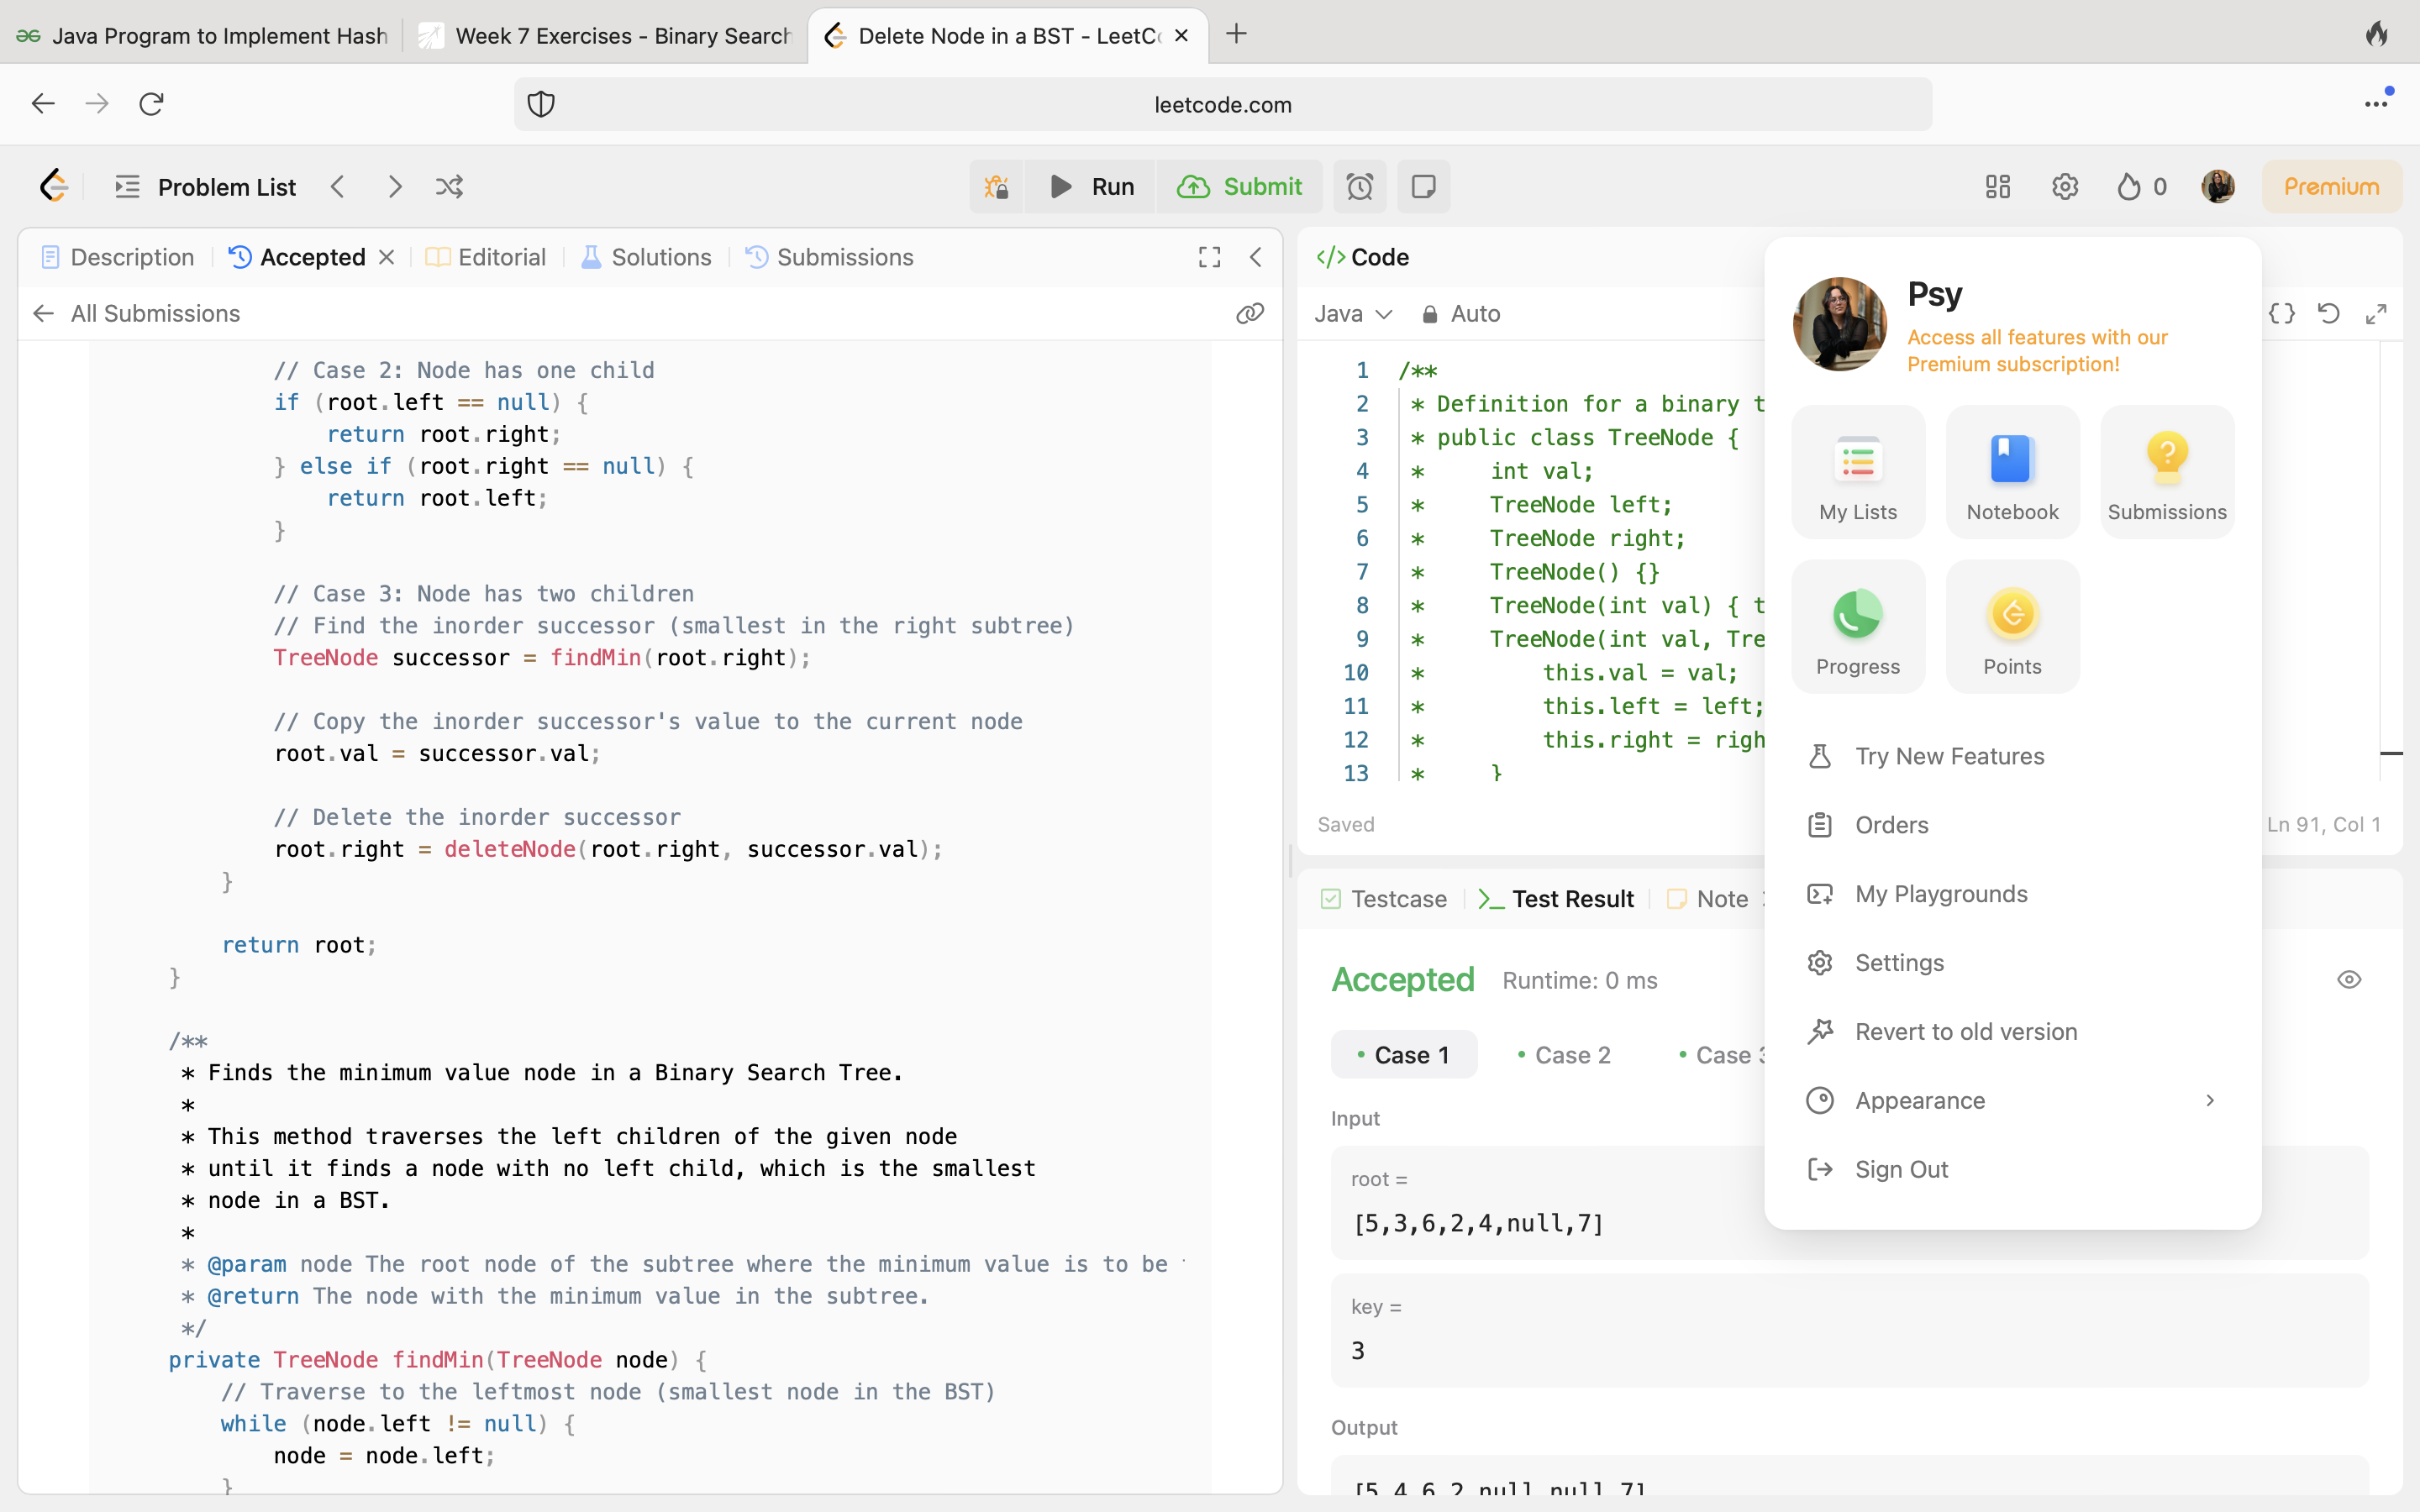 Java Program to Implement Hash
Week 7 Exercises - Binary Search
Delete Node in a BST - LeetC
leetcode.com
Problem List
Run
Submit
0
Premium
Description
Accepted
Editorial
Solutions
Submissions
All Submissions
// Case 2: Node has one child
if (root.left == null) {
return root.right;
} else if (root.right == null) {
return root.left;
}
// Case 3: Node has two children
// Find the inorder successor (smallest in the right subtree)
TreeNode successor = findMin(root.right);
// Copy the inorder successor's value to the current node
root.val = successor.val;
// Delete the inorder successor
root.right = deleteNode(root.right, successor.val);
}
return root;
}
/**
* Finds the minimum value node in a Binary Search Tree.
*
* This method traverses the left children of the given node
* until it finds a node with no left child, which is the smallest
* node in a BST.
*
* @param node The root node of the subtree where the minimum value is to be
* @return The node with the minimum value in the subtree.
*/
private TreeNode findMin(TreeNode node) {
// Traverse to the leftmost node (smallest node in the BST)
while (node.left != null) {
node = node.left;
}
</> Code
Java
Auto
1 /**
2 * Definition for a binary t
3 * public class TreeNode {
4 * int val;
5 * TreeNode left;
6 * TreeNode right;
7 * TreeNode() {}
8 * TreeNode(int val) { t
9 * TreeNode(int val, Tre
10 * this.val = val;
11 * this.left = left;
12 * this.right = righ
13 * }
Saved
Ln 91, Col 1
Testcase
Test Result
Note
Accepted
Runtime: 0 ms
Case 1
Case 2
Case 3
Input
root =
[5,3,6,2,4,null,7]
key =
3
Output
[5,4,6,2,null,null,7]
Psy
Access all features with our
Premium subscription!
My Lists
Notebook
Submissions
Progress
Points
Try New Features
Orders
My Playgrounds
Settings
Revert to old version
Appearance
Sign Out